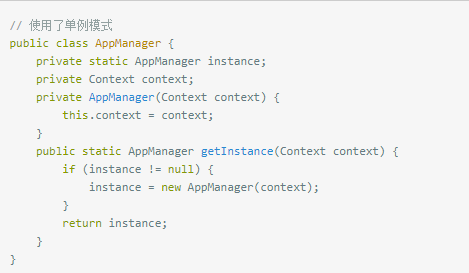 // 使用了单例模式
public class AppManager {
    private static AppManager instance;
    private Context context;
    private AppManager(Context context) {
        this.context = context;
    }
    public static AppManager getInstance(Context context) {
        if (instance != null) {
            instance = new AppManager(context);
        }
        return instance;
    }
}